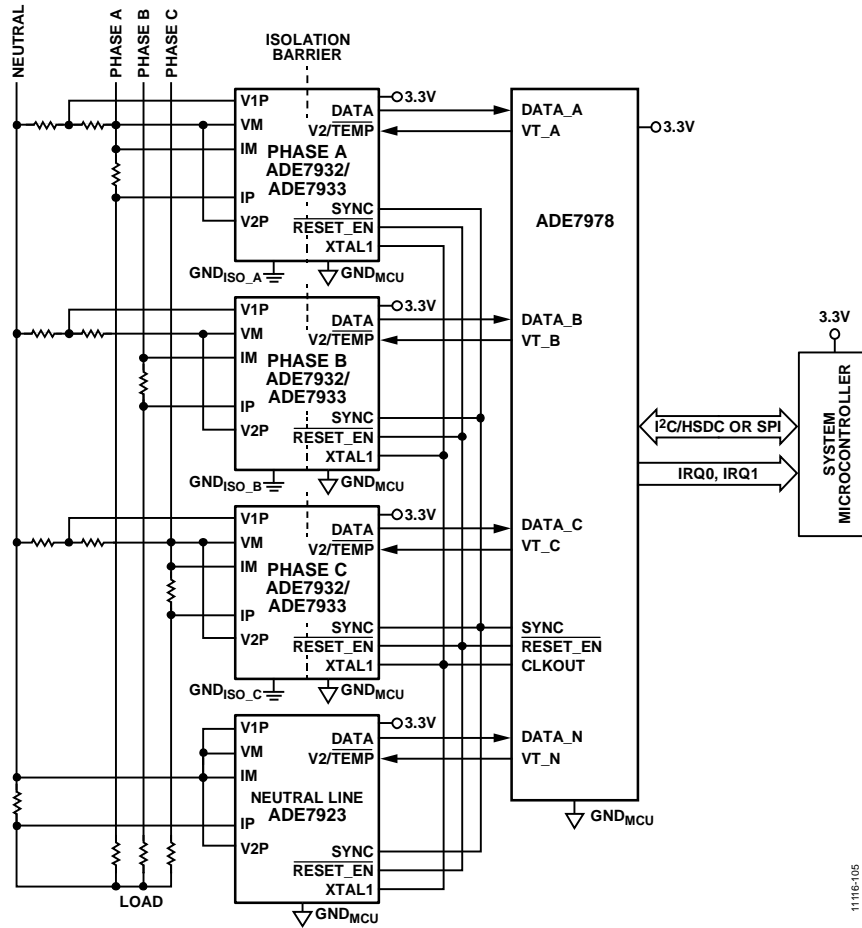 NEUTRAL
PHASE A
PHASE B
PHASE C
ISOLATION
BARRIER
V1P
VM
IM
IP
V2P
DATA
V2/TEMP
PHASE A
ADE7932/
ADE7933
SYNC
RESET_EN
XTAL1
3.3V
GNDISO_A
GNDMCU
V1P
VM
IM
IP
V2P
DATA
V2/TEMP
PHASE B
ADE7932/
ADE7933
SYNC
RESET_EN
XTAL1
3.3V
GNDISO_B
GNDMCU
V1P
VM
IM
IP
V2P
DATA
V2/TEMP
PHASE C
ADE7932/
ADE7933
SYNC
RESET_EN
XTAL1
3.3V
GNDISO_C
GNDMCU
V1P
VM
IM
IP
V2P
DATA
V2/TEMP
NEUTRAL LINE
ADE7923
SYNC
RESET_EN
XTAL1
3.3V
GNDMCU
LOAD
DATA_A
VT_A
3.3V
ADE7978
DATA_B
VT_B
DATA_C
VT_C
SYNC
RESET_EN
CLKOUT
DATA_N
VT_N
GNDMCU
I2C/HSDC OR SPI
IRQ0, IRQ1
3.3V
SYSTEM
MICROCONTROLLER
11116-105